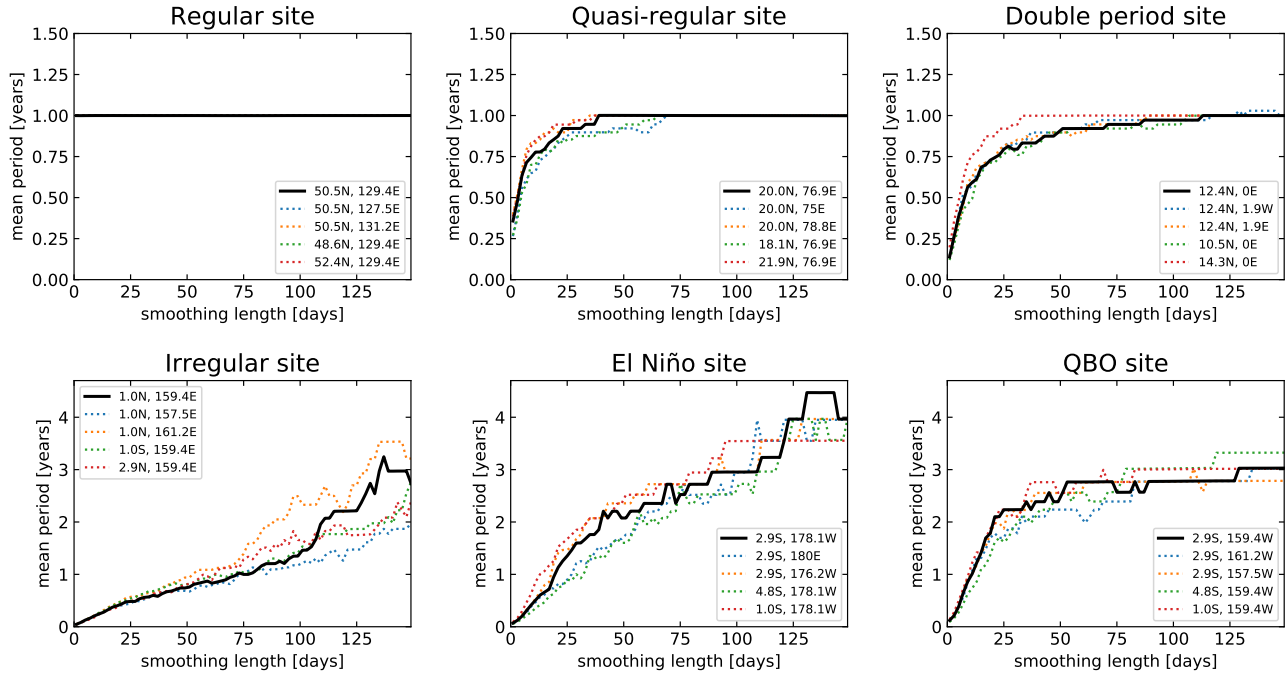 Regular site
1.50
1.25
1.00
0.75
0.50
0.25
0.00
mean period [years]
50.5N, 129.4E
50.5N, 127.5E
50.5N, 131.2E
48.6N, 129.4E
52.4N, 129.4E
0 25 50 75 100 125
smoothing length [days]
Quasi-regular site
1.50
1.25
1.00
0.75
0.50
0.25
0.00
mean period [years]
20.0N, 76.9E
20.0N, 75E
20.0N, 78.8E
18.1N, 76.9E
21.9N, 76.9E
0 25 50 75 100 125
smoothing length [days]
Double period site
1.50
1.25
1.00
0.75
0.50
0.25
0.00
mean period [years]
12.4N, 0E
12.4N, 1.9W
12.4N, 1.9E
10.5N, 0E
14.3N, 0E
0 25 50 75 100 125
smoothing length [days]
Irregular site
4
3
2
1
0
mean period [years]
1.0N, 159.4E
1.0N, 157.5E
1.0N, 161.2E
1.0S, 159.4E
2.9N, 159.4E
0 25 50 75 100 125
smoothing length [days]
El Niño site
4
3
2
1
0
mean period [years]
2.9S, 178.1W
2.9S, 180E
2.9S, 176.2W
4.8S, 178.1W
1.0S, 178.1W
0 25 50 75 100 125
smoothing length [days]
QBO site
4
3
2
1
0
mean period [years]
2.9S, 159.4W
2.9S, 161.2W
2.9S, 157.5W
4.8S, 159.4W
1.0S, 159.4W
0 25 50 75 100 125
smoothing length [days]